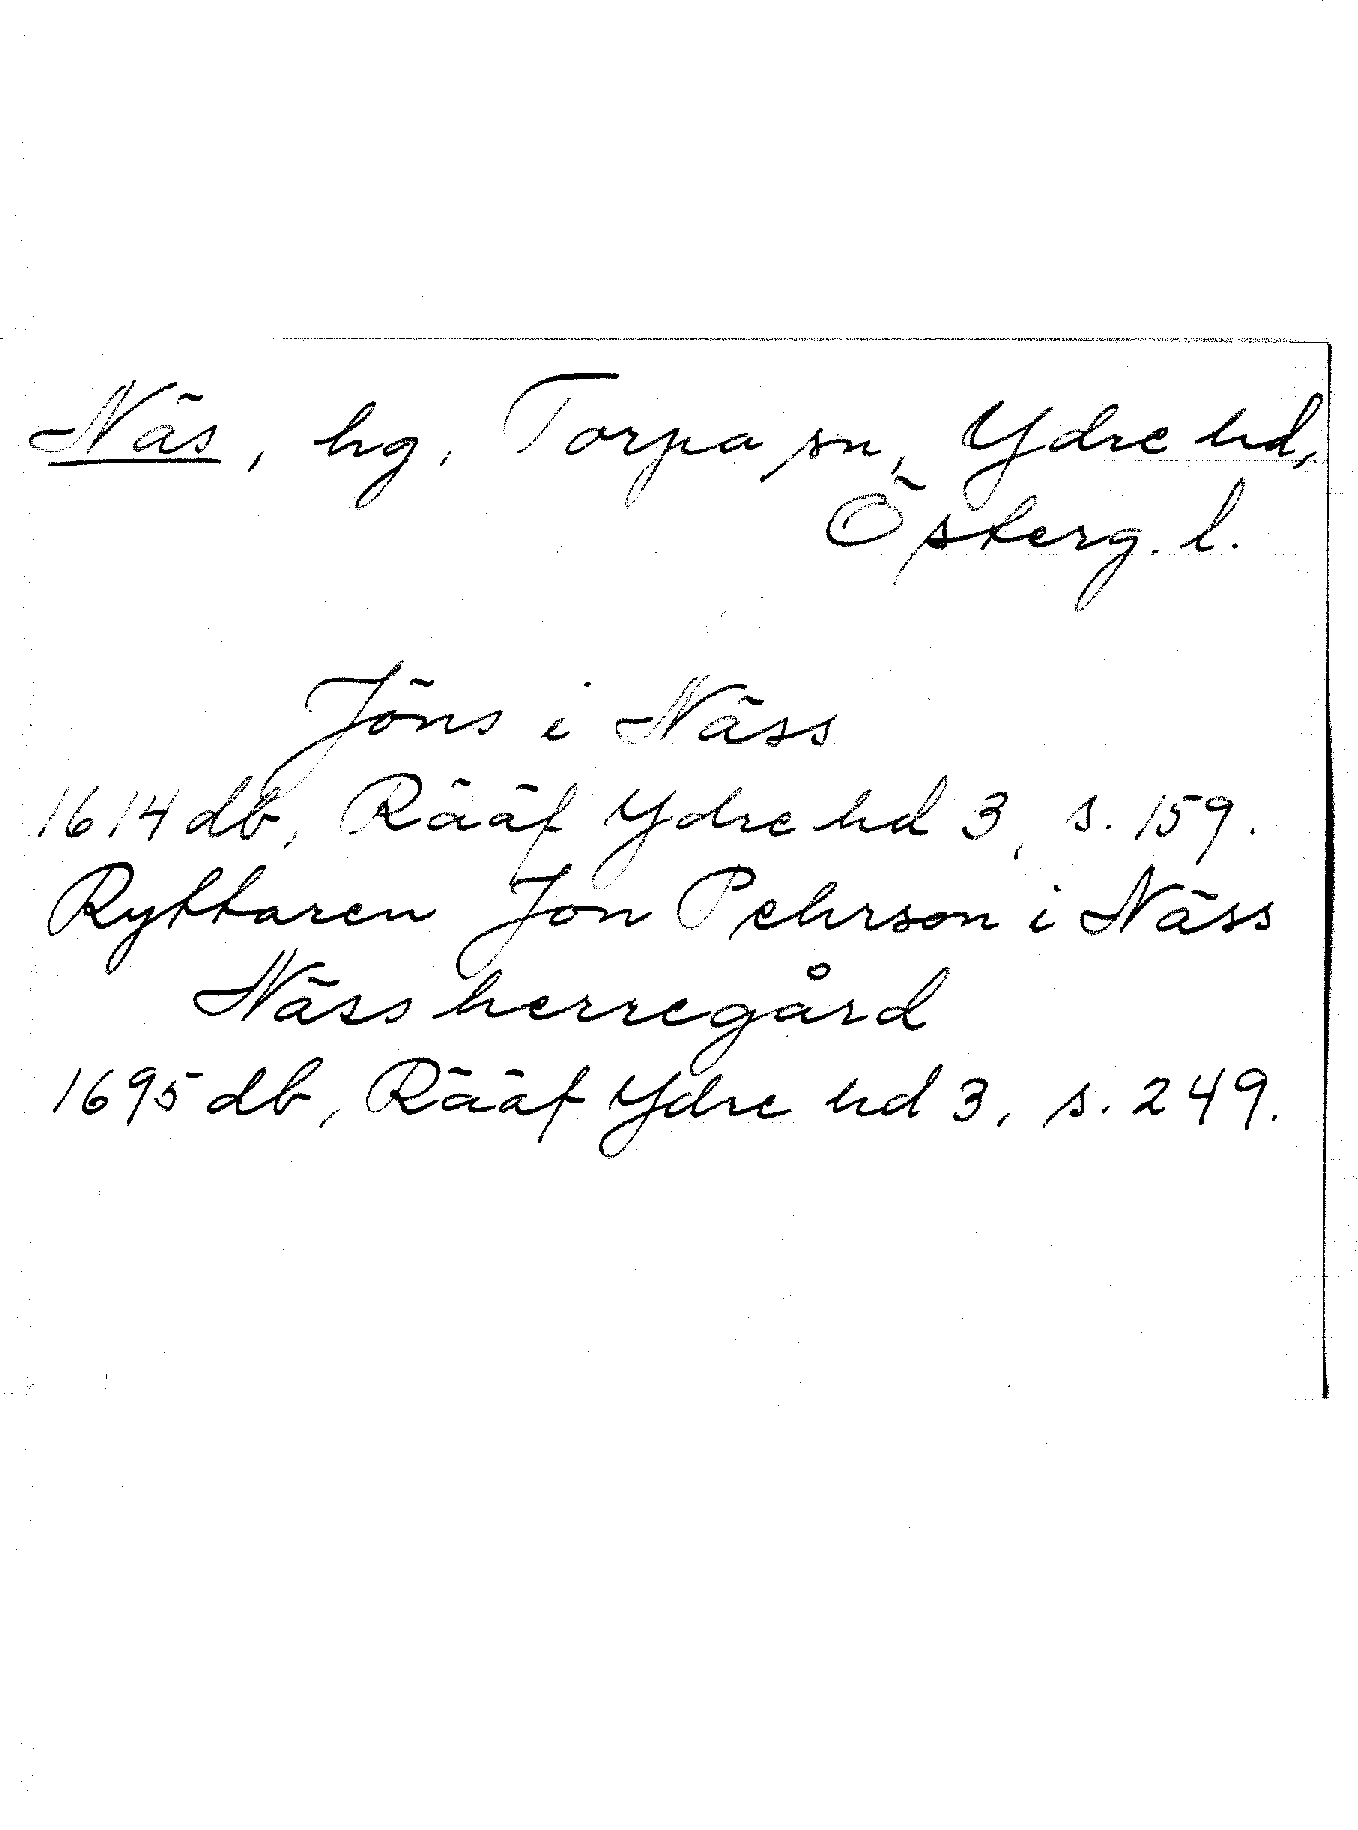 Näs, hg, Torpa sn, Ydre hd,
Österg. l.
Jöns i Näss
1614 db, Rääf Ydre hd 3, s. 159.
Ryttaren Jon Pehrson i Näss
Näss herregård
1695 db, Rääf Ydre hd 3, s. 249.